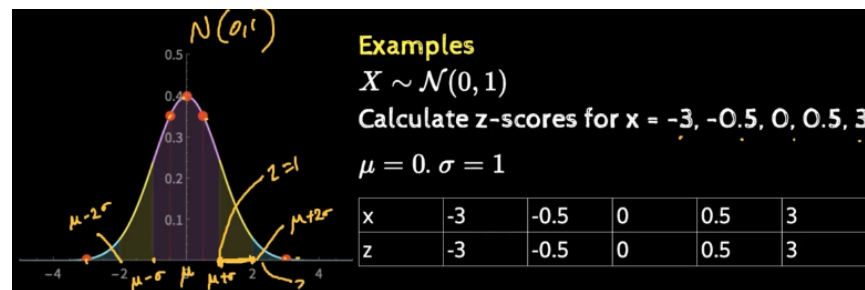 N(0,1)
0.5
0.4
0.3
0.2
0.1
z=1
μ-2σ
μ+2σ
-4
-2
2
4
μ-σ
μ
μ+σ
Examples
X ∼ N(0, 1)
Calculate z-scores for x = -3, -0.5, 0, 0.5, 3
μ = 0. σ = 1
x -3 -0.5 0 0.5 3
z -3 -0.5 0 0.5 3